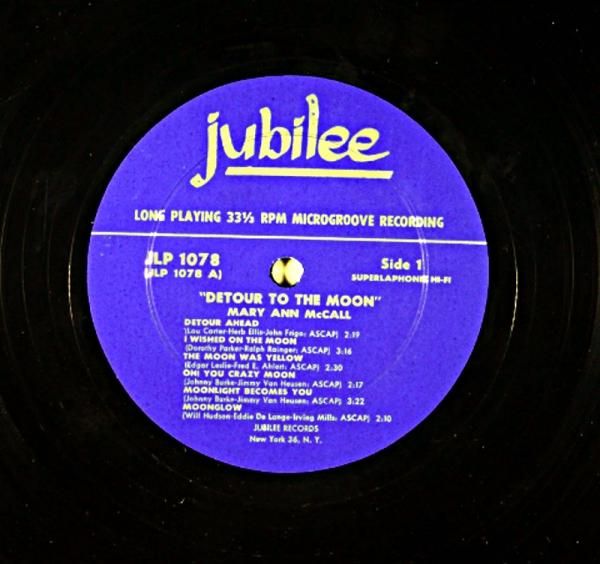 jubilee
LONG PLAYING 33⅓ RPM MICROGROOVE RECORDING
JLP 1078
(JLP 1078 A)
Side 1
SUPERLAPHONIC HI-FI
"DETOUR TO THE MOON"
MARY ANN McCALL
DETOUR AHEAD
(Lou Carter-Herb Ellis-John Frigo; ASCAP) 2:19
I WISHED ON THE MOON
(Dorothy Parker-Ralph Rainger; ASCAP) 3:16
THE MOON WAS YELLOW
(Edgar Leslie-Fred E. Ahlert; ASCAP) 2:30
OH! YOU CRAZY MOON
(Johnny Burke-Jimmy Van Heusen; ASCAP) 2:17
MOONLIGHT BECOMES YOU
(Johnny Burke-Jimmy Van Heusen; ASCAP) 3:22
MOONGLOW
(Will Hudson-Eddie De Lange-Irving Mills; ASCAP) 2:10
JUBILEE RECORDS
New York 36, N. Y.